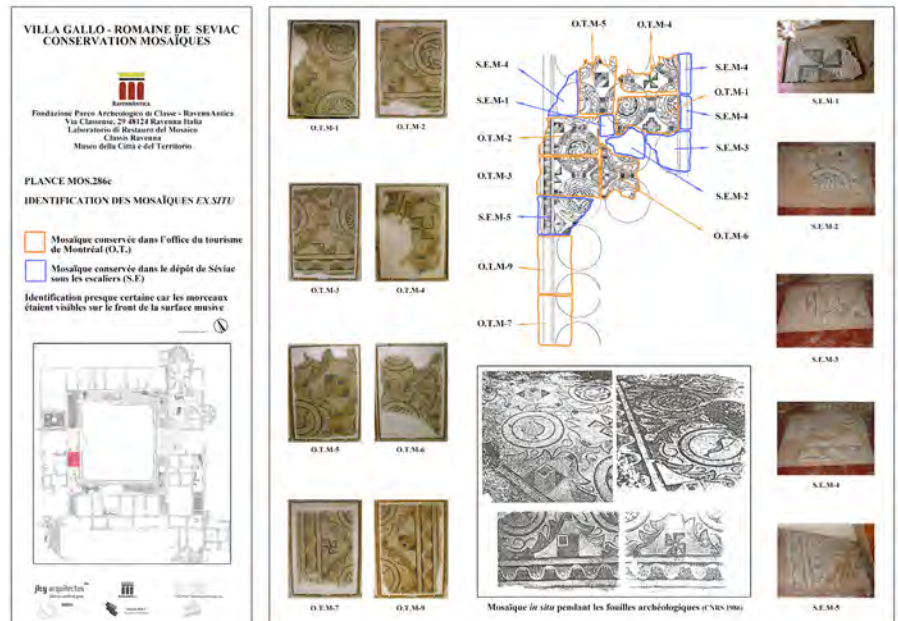 VILLA GALLO - ROMAINE DE SEVIAC
CONSERVATION MOSAÏQUES
RAVENNANTICA
Fondazione Parco Archeologico di Classe - RavennAntica
Via Classense, 29 48124 Ravenna Italia
Laboratorio di Restauro del Mosaico
Classis Ravenna
Museo della Città e del Territorio
PLANCE MOS.286c
IDENTIFICATION DES MOSAÏQUES EX SITU
Mosaïque conservée dans l'office du tourisme
de Montréal (O.T.)
Mosaïque conservée dans le dépôt de Séviac
sous les escaliers (S.E)
Identification presque certaine car les morceaux
étaient visibles sur le front de la surface musive
jltg arquitectos
O.T.M-1
O.T.M-2
O.T.M-3
O.T.M-4
O.T.M-5
O.T.M-6
O.T.M-7
O.T.M-9
O.T.M-5
O.T.M-4
S.E.M-4
S.E.M-1
O.T.M-2
O.T.M-3
S.E.M-5
O.T.M-9
O.T.M-7
S.E.M-4
O.T.M-1
S.E.M-4
S.E.M-3
S.E.M-2
O.T.M-6
Mosaïque in situ pendant les fouilles archéologiques (CNRS 1986)
S.E.M-1
S.E.M-2
S.E.M-3
S.E.M-4
S.E.M-5